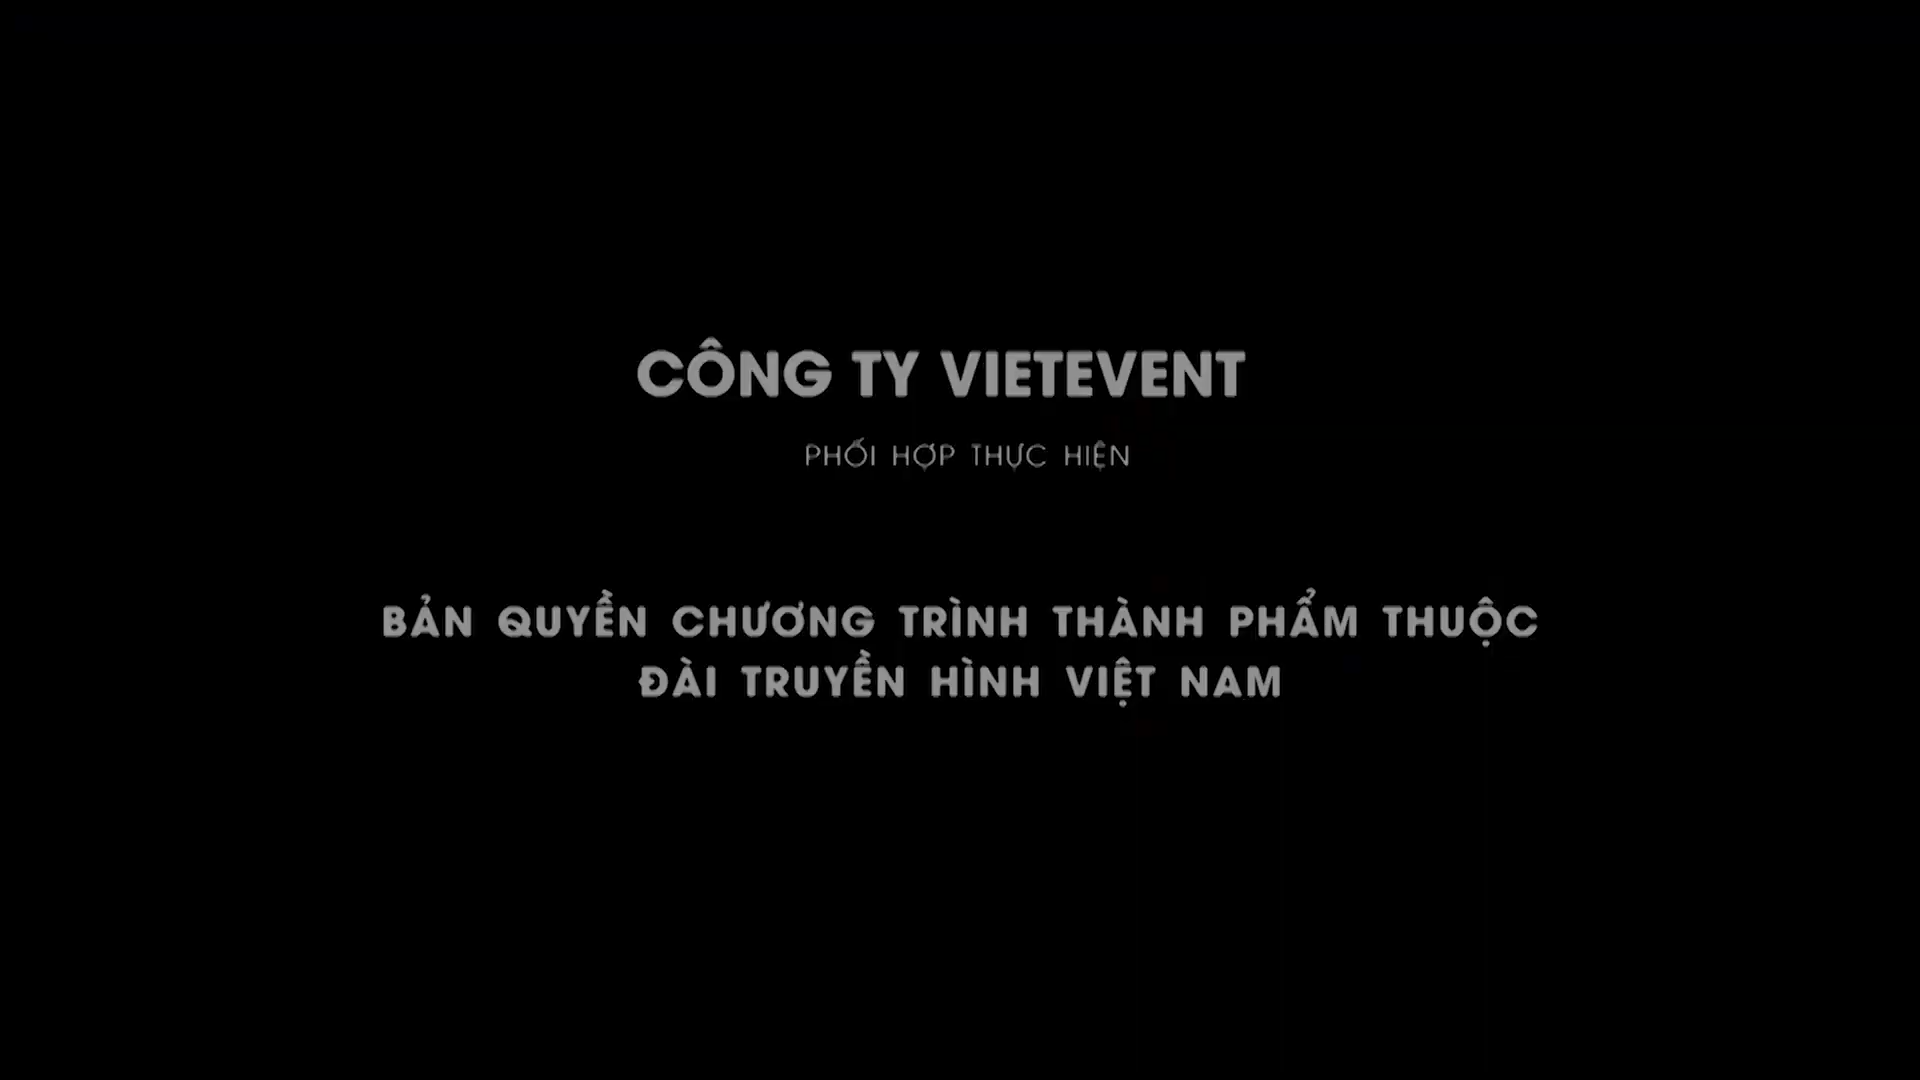 CÔNG TY VIETEVENT
PHỐI HỢP THỰC HIỆN
BẢN QUYỀN CHƯƠNG TRÌNH THÀNH PHẨM THUỘC
ĐÀI TRUYỀN HÌNH VIỆT NAM